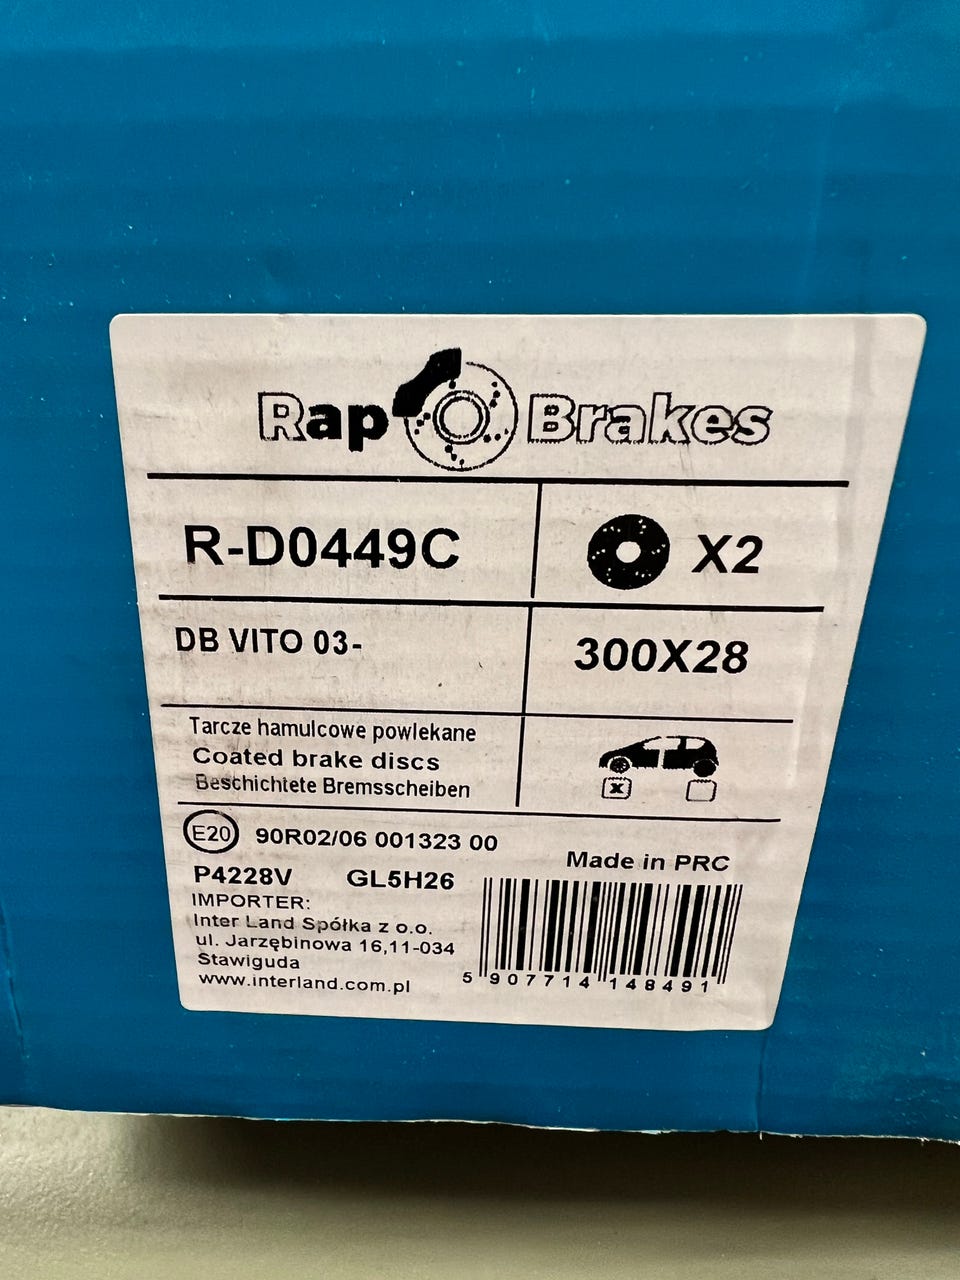 Rap Brakes
R-D0449C
X2
DB VITO 03-
300X28
Tarcze hamulcowe powlekane
Coated brake discs
Beschichtete Bremsscheiben
x
E20 90R02/06 001323 00
Made in PRC
P4228V GL5H26
IMPORTER:
Inter Land Spółka z o.o.
ul. Jarzębinowa 16,11-034
Stawiguda
www.interland.com.pl
5 907714 148491